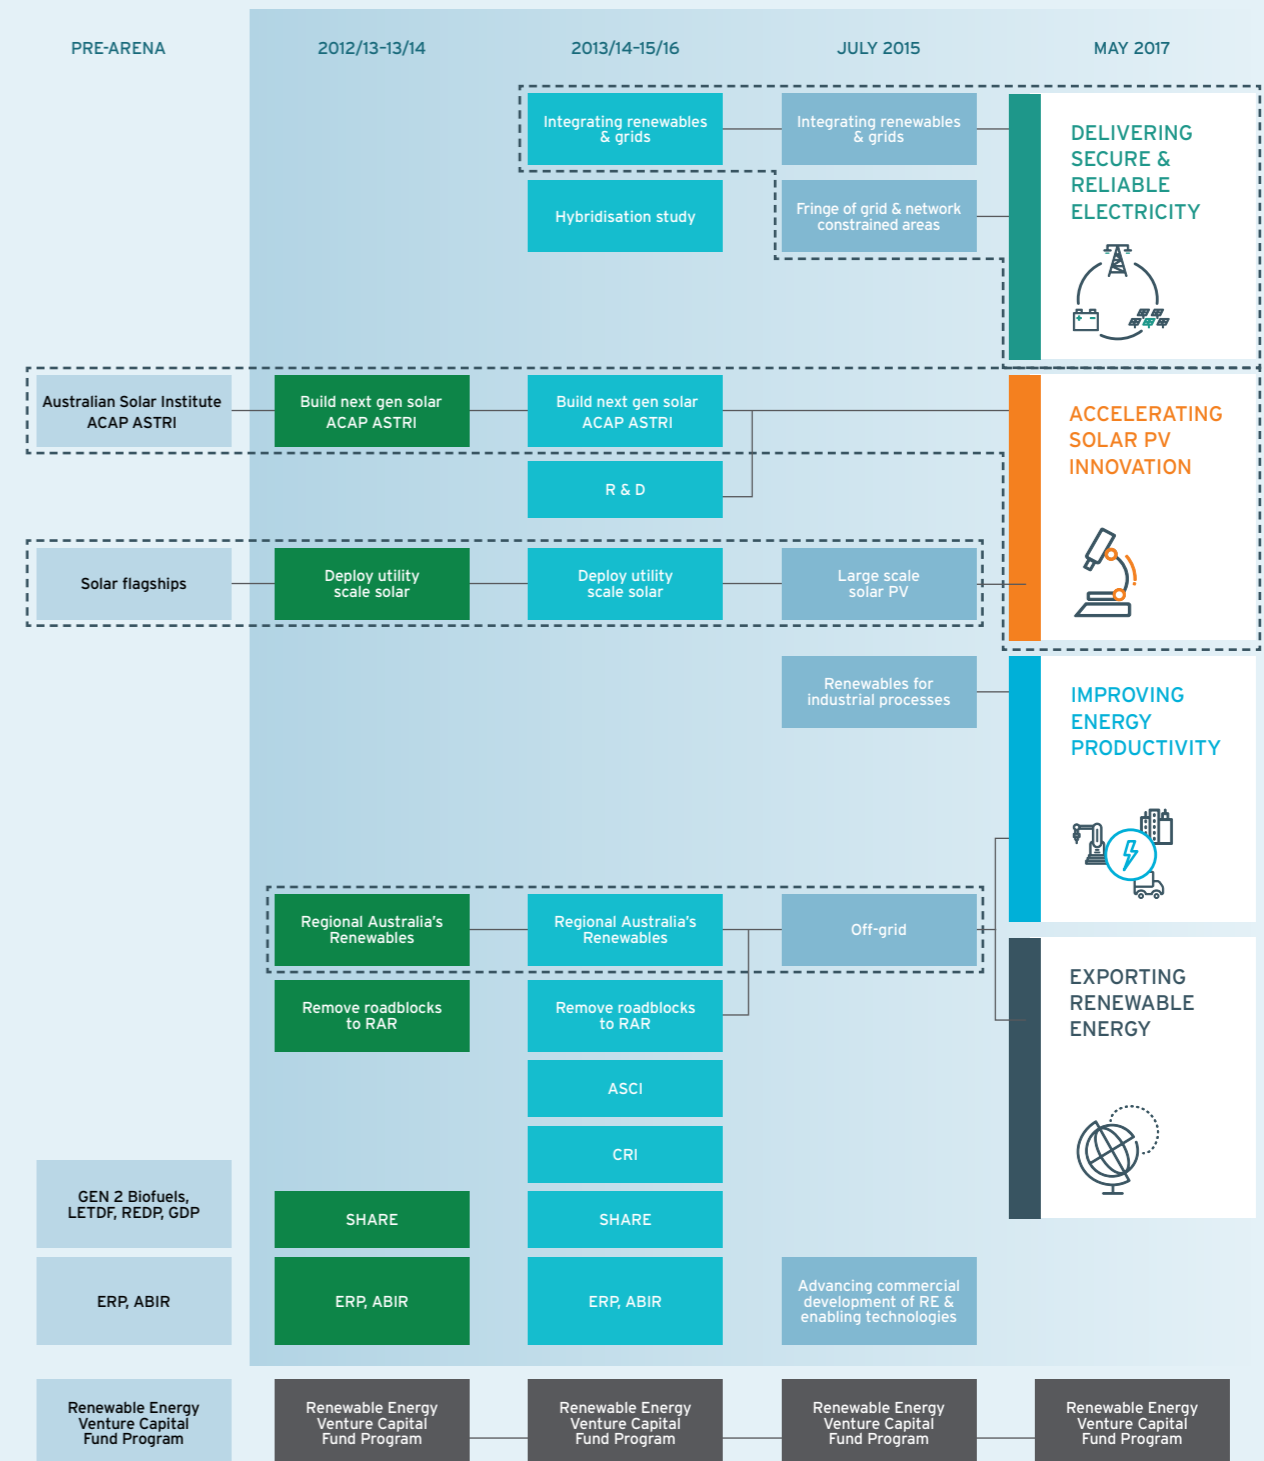 PRE-ARENA
2012/13-13/14
2013/14-15/16
JULY 2015
MAY 2017
Integrating renewables
& grids
Integrating renewables
& grids
DELIVERING
SECURE &
RELIABLE
ELECTRICITY
Hybridisation study
Fringe of grid & network
constrained areas
Australian Solar Institute
ACAP ASTRI
Build next gen solar
ACAP ASTRI
Build next gen solar
ACAP ASTRI
ACCELERATING
SOLAR PV
INNOVATION
R & D
Solar flagships
Deploy utility
scale solar
Deploy utility
scale solar
Large scale
solar PV
Renewables for
industrial processes
IMPROVING
ENERGY
PRODUCTIVITY
Regional Australia's
Renewables
Regional Australia's
Renewables
Off-grid
EXPORTING
RENEWABLE
ENERGY
Remove roadblocks
to RAR
Remove roadblocks
to RAR
ASCI
CRI
GEN 2 Biofuels,
LETDF, REDP, GDP
SHARE
SHARE
ERP, ABIR
ERP, ABIR
ERP, ABIR
Advancing commercial
development of RE &
enabling technologies
Renewable Energy
Venture Capital
Fund Program
Renewable Energy
Venture Capital
Fund Program
Renewable Energy
Venture Capital
Fund Program
Renewable Energy
Venture Capital
Fund Program
Renewable Energy
Venture Capital
Fund Program